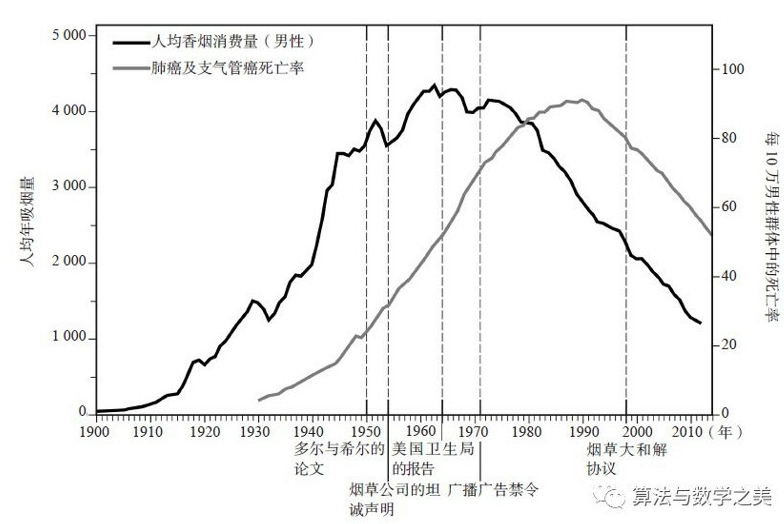 人均香烟消费量（男性）
肺癌及支气管癌死亡率
人均年吸烟量
5 000
4 000
3 000
2 000
1 000
0
每10万男性群体中的死亡率
100
80
60
40
20
0
1900 1910 1920 1930 1940 1950 1960 1970 1980 1990 2000 2010（年）
多尔与希尔的
论文
美国卫生局
的报告
烟草大和解
协议
烟草公司的坦
诚声明
广播广告禁令
算法与数学之美